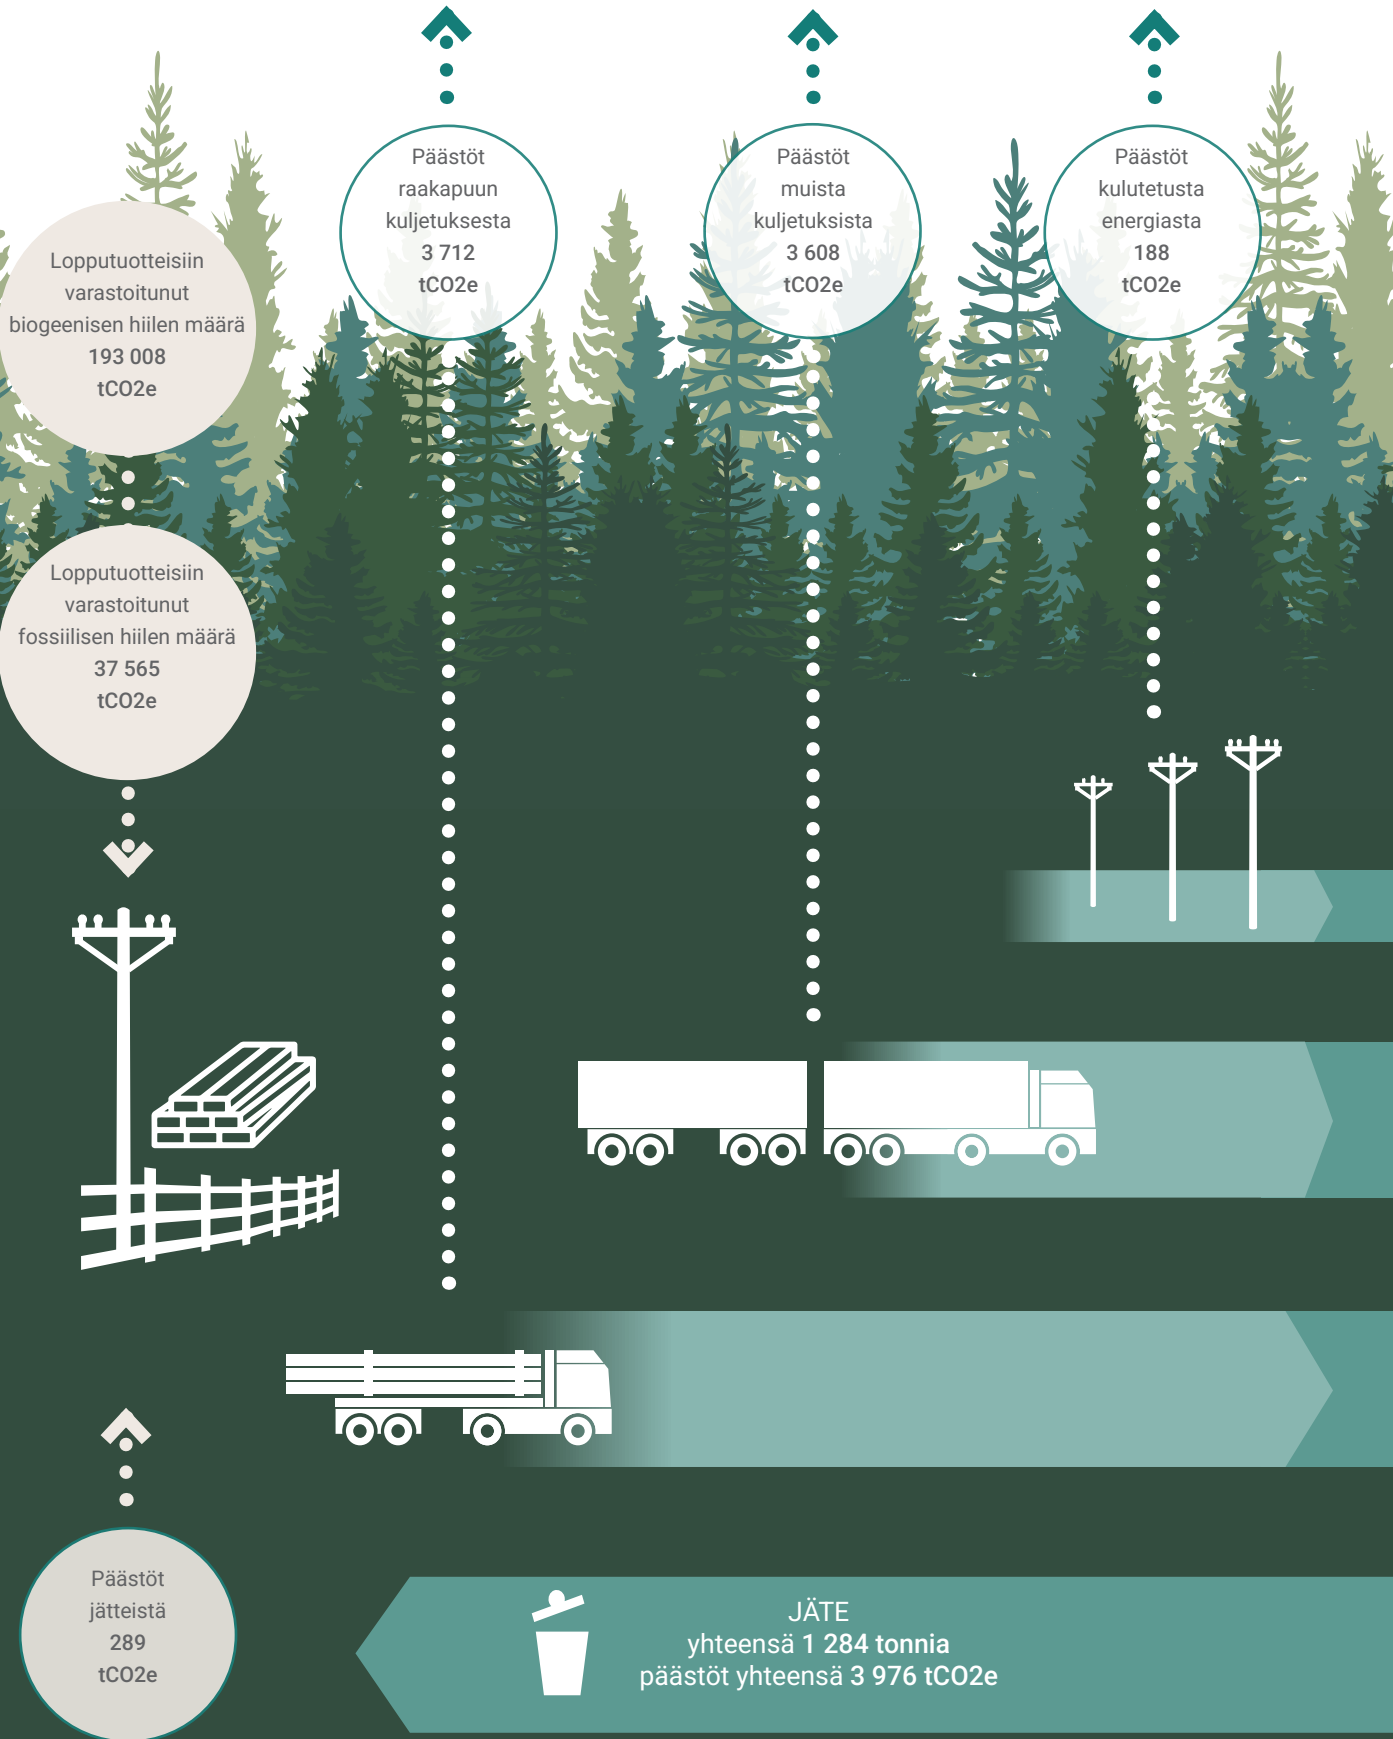 Päästöt
raakapuun
kuljetuksesta
3 712
tCO2e
Päästöt
muista
kuljetuksista
3 608
tCO2e
Päästöt
kulutetusta
energiasta
188
tCO2e
Lopputuotteisiin
varastoitunut
biogeenisen hiilen määrä
193 008
tCO2e
Lopputuotteisiin
varastoitunut
fossiilisen hiilen määrä
37 565
tCO2e
Päästöt
jätteistä
289
tCO2e
JÄTE
yhteensä 1 284 tonnia
päästöt yhteensä 3 976 tCO2e